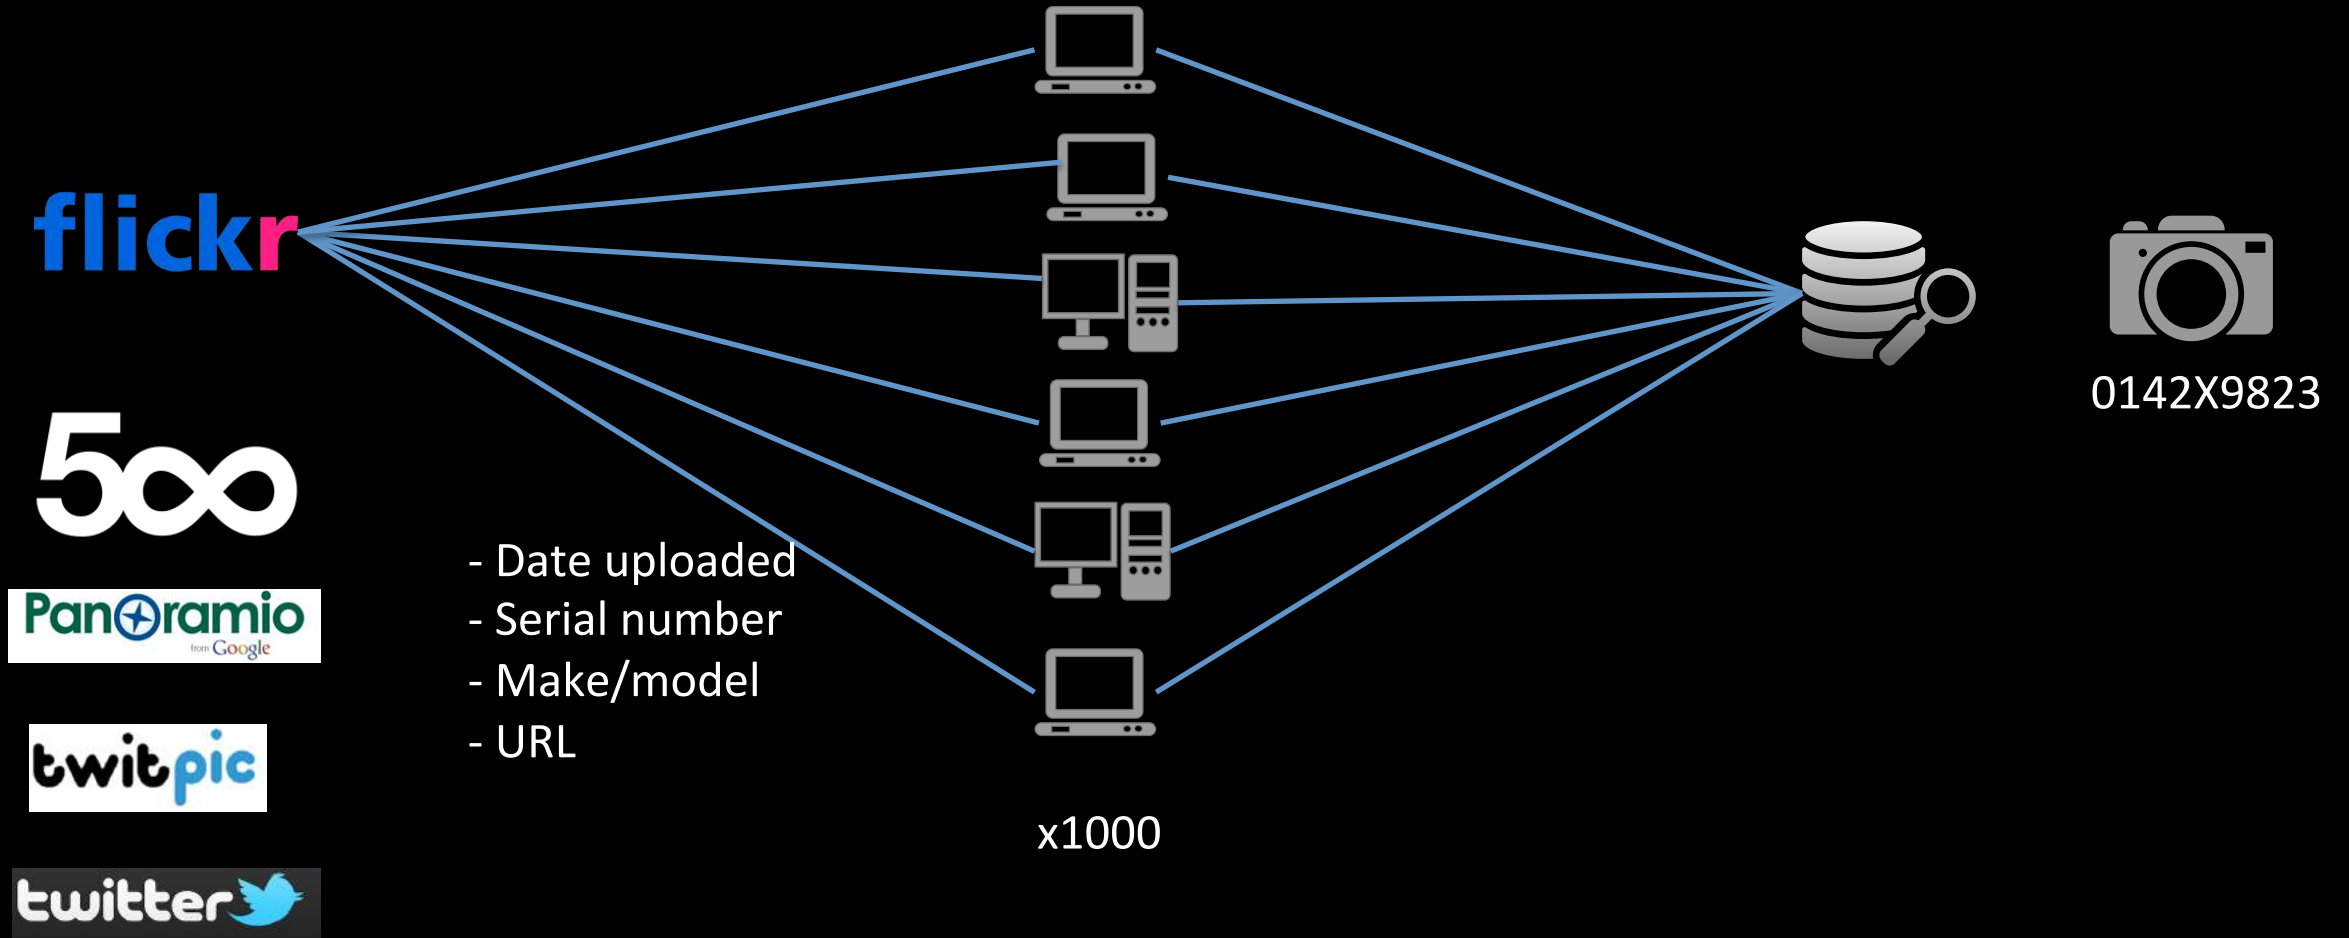 flickr
500
Panoramio
from Google
twitpic
twitter
- Date uploaded
- Serial number
- Make/model
- URL
x1000
0142X9823